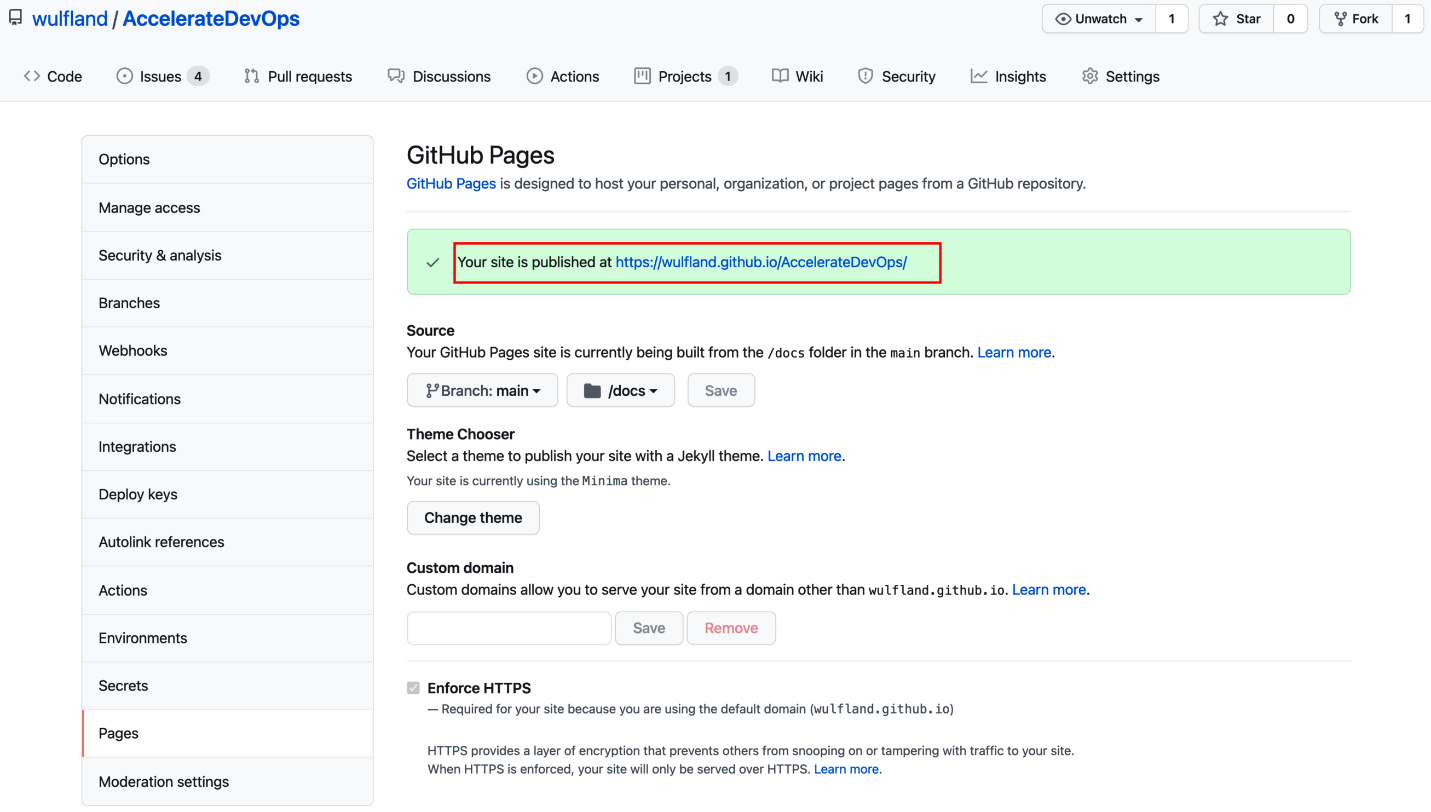 wulfland / AccelerateDevOps
Unwatch 1 Star 0 Fork 1
Code Issues 4 Pull requests Discussions Actions Projects 1 Wiki Security Insights Settings
Options
Manage access
Security & analysis
Branches
Webhooks
Notifications
Integrations
Deploy keys
Autolink references
Actions
Environments
Secrets
Pages
Moderation settings
GitHub Pages
GitHub Pages is designed to host your personal, organization, or project pages from a GitHub repository.
Your site is published at https://wulfland.github.io/AccelerateDevOps/
Source
Your GitHub Pages site is currently being built from the /docs folder in the main branch. Learn more.
Branch: main /docs Save
Theme Chooser
Select a theme to publish your site with a Jekyll theme. Learn more.
Your site is currently using the Minima theme.
Change theme
Custom domain
Custom domains allow you to serve your site from a domain other than wulfland.github.io. Learn more.
Save Remove
Enforce HTTPS
— Required for your site because you are using the default domain (wulfland.github.io)
HTTPS provides a layer of encryption that prevents others from snooping on or tampering with traffic to your site.
When HTTPS is enforced, your site will only be served over HTTPS. Learn more.